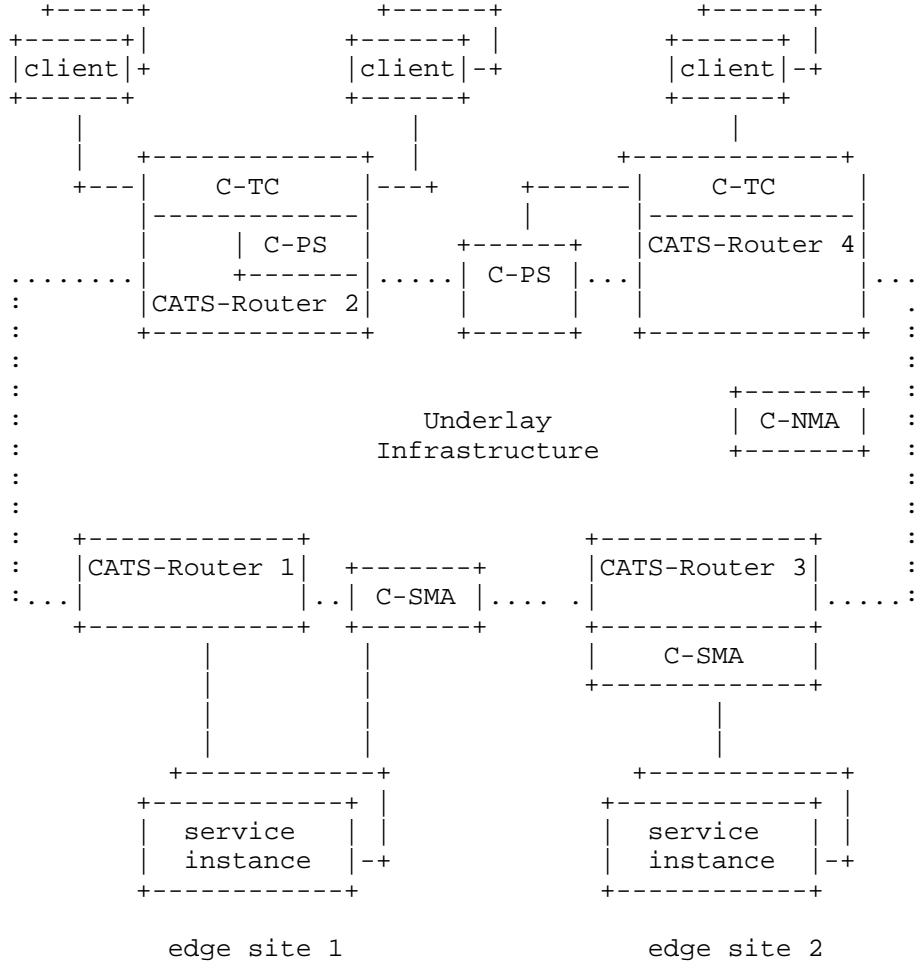 client client client
C-TC C-TC
C-PS CATS-Router 4
C-PS
CATS-Router 2
C-NMA
Underlay
Infrastructure
CATS-Router 1 CATS-Router 3
C-SMA
C-SMA
service service
instance instance
edge site 1 edge site 2